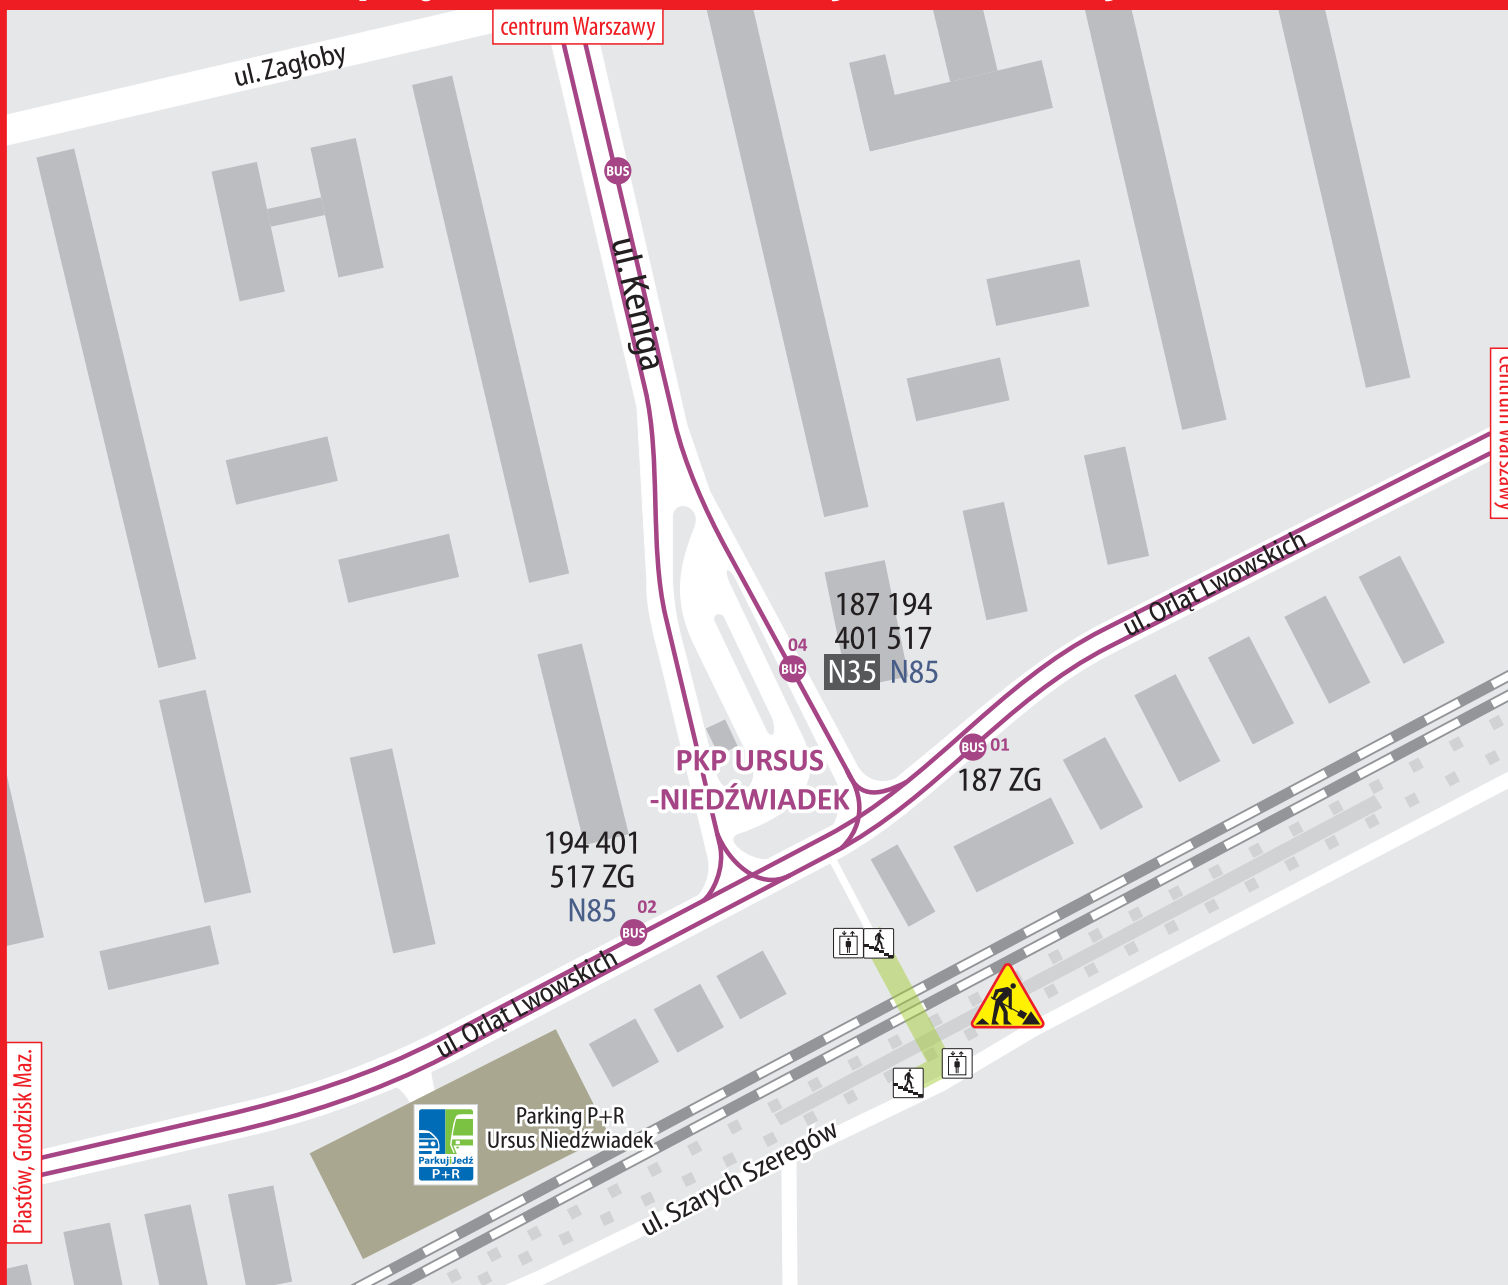 centrum Warszawy
ul. Zagłoby
BUS
ul. Keniga
centrum Warszawy
ul. Orląt Lwowskich
187 194
401 517
N35 N85
04
BUS
BUS 01
187 ZG
PKP URSUS
-NIEDŹWIADEK
194 401
517 ZG
N85 02
BUS
ul. Orląt Lwowskich
Piastów, Grodzisk Maz.
Parking P+R
Ursus Niedźwiadek
ParkujiJedź
P+R
ul. Szarych Szeregów